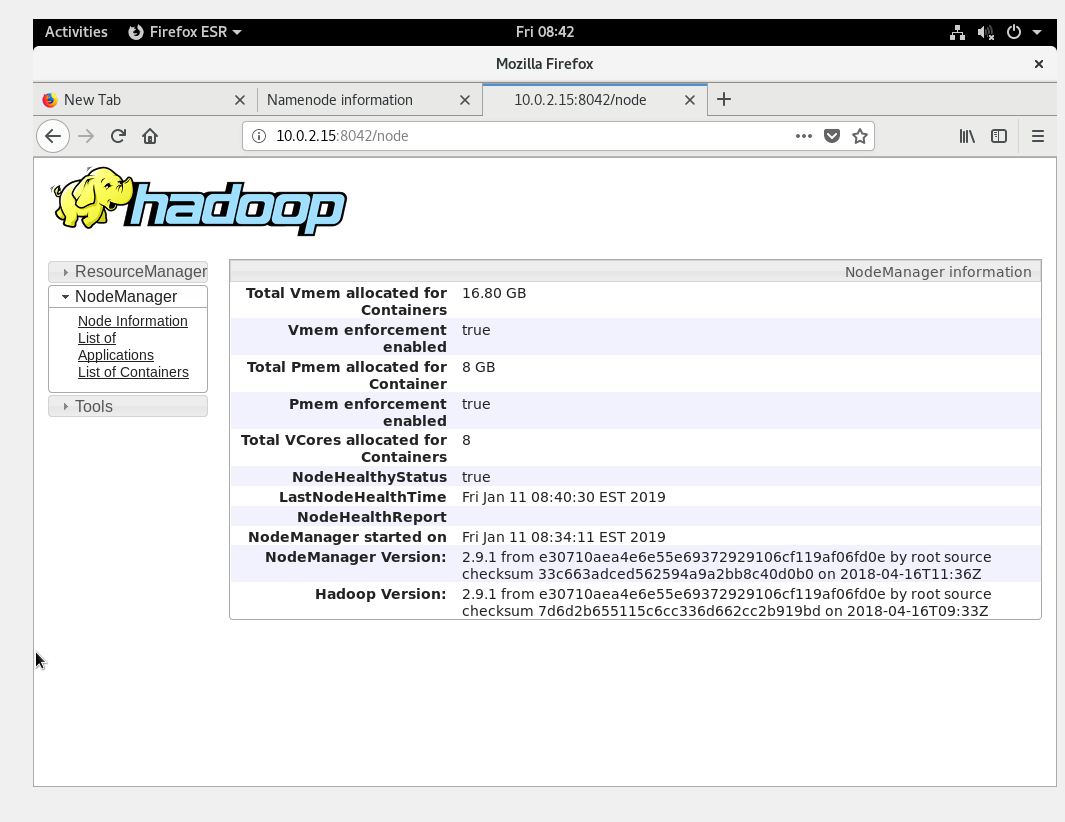 Activities Firefox ESR Fri 08:42
Mozilla Firefox
New Tab Namenode information 10.0.2.15:8042/node
10.0.2.15:8042/node
hadoop
ResourceManager
NodeManager
Node Information
List of
Applications
List of Containers
Tools
NodeManager information
Total Vmem allocated for 16.80 GB
Containers
Vmem enforcement true
enabled
Total Pmem allocated for 8 GB
Container
Pmem enforcement true
enabled
Total VCores allocated for 8
Containers
NodeHealthyStatus true
LastNodeHealthTime Fri Jan 11 08:40:30 EST 2019
NodeHealthReport
NodeManager started on Fri Jan 11 08:34:11 EST 2019
NodeManager Version: 2.9.1 from e30710aea4e6e55e69372929106cf119af06fd0e by root source
checksum 33c663adced562594a9a2bb8c40d0b0 on 2018-04-16T11:36Z
Hadoop Version: 2.9.1 from e30710aea4e6e55e69372929106cf119af06fd0e by root source
checksum 7d6d2b655115c6cc336d662cc2b919bd on 2018-04-16T09:33Z